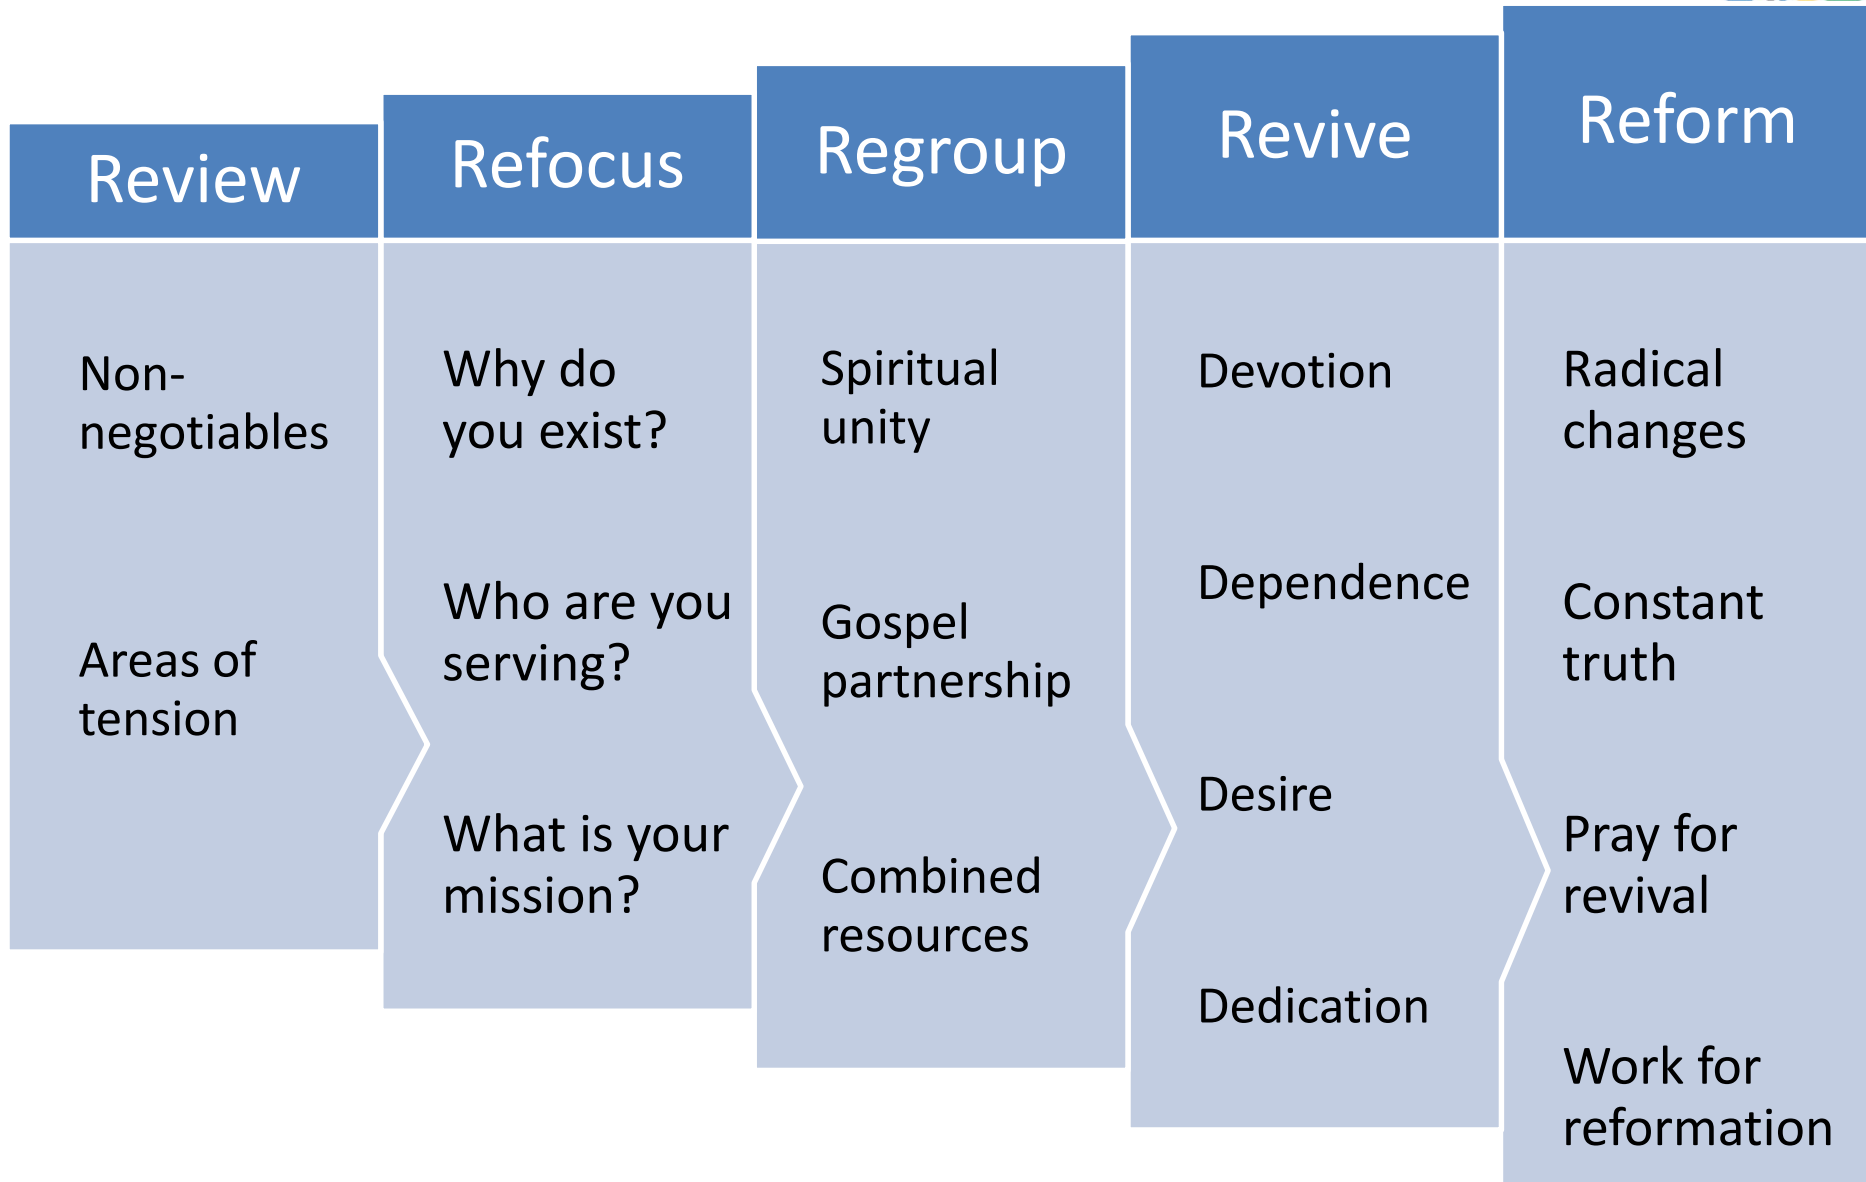 Review
Non-
negotiables
Areas of
tension
Refocus
Why do
you exist?
Who are you
serving?
What is your
mission?
Regroup
Spiritual
unity
Gospel
partnership
Combined
resources
Revive
Devotion
Dependence
Desire
Dedication
Reform
Radical
changes
Constant
truth
Pray for
revival
Work for
reformation